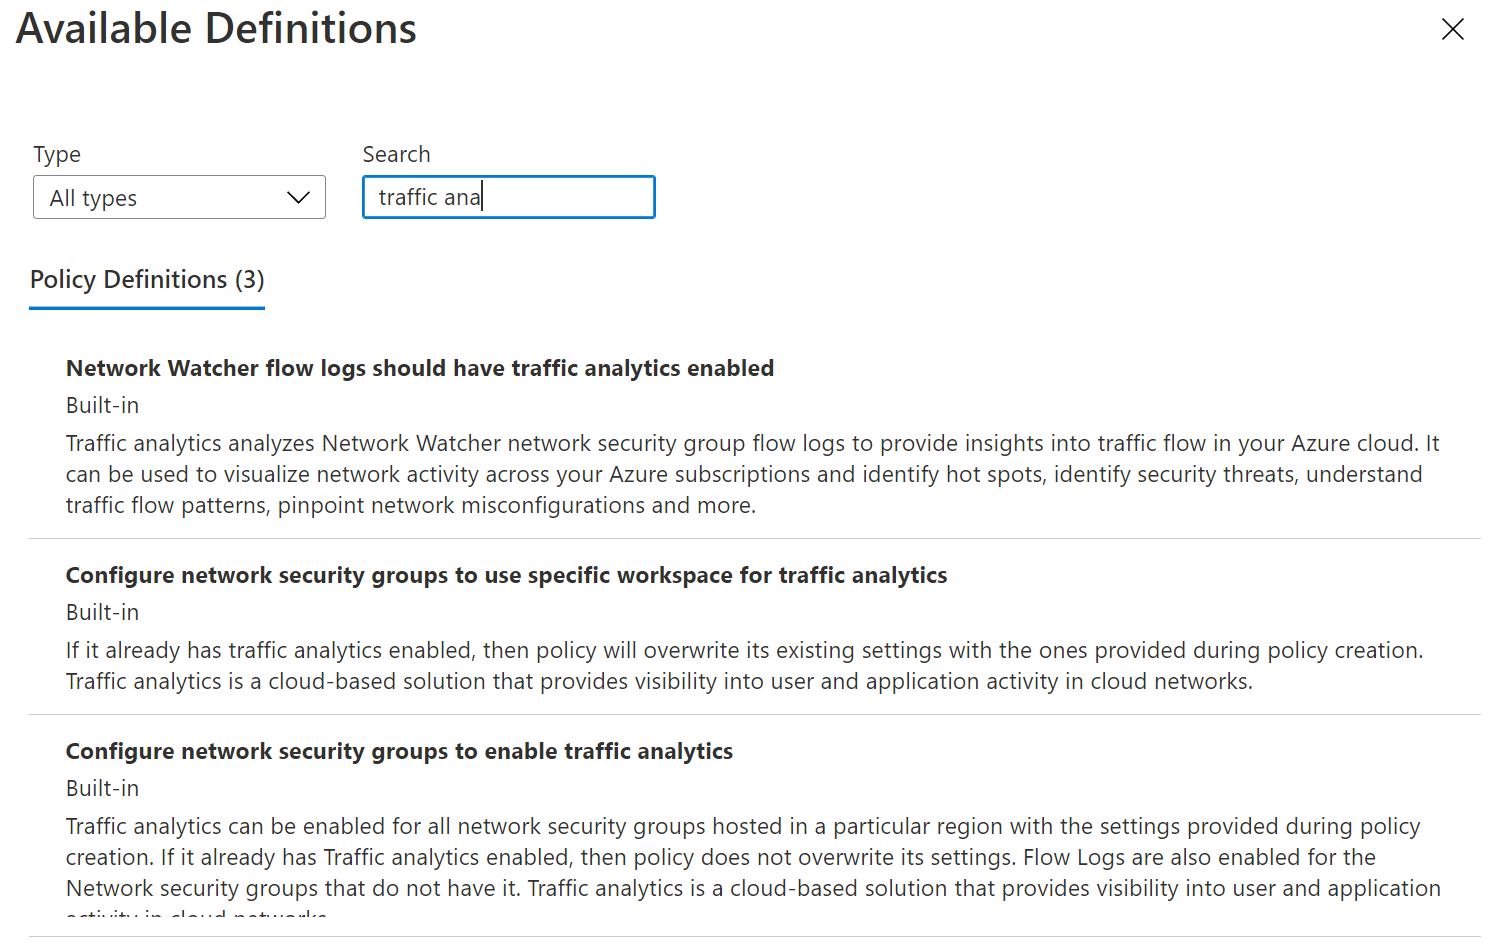 Available Definitions
Type
Search
All types
traffic ana
Policy Definitions (3)
Network Watcher flow logs should have traffic analytics enabled
Built-in
Traffic analytics analyzes Network Watcher network security group flow logs to provide insights into traffic flow in your Azure cloud. It
can be used to visualize network activity across your Azure subscriptions and identify hot spots, identify security threats, understand
traffic flow patterns, pinpoint network misconfigurations and more.
Configure network security groups to use specific workspace for traffic analytics
Built-in
If it already has traffic analytics enabled, then policy will overwrite its existing settings with the ones provided during policy creation.
Traffic analytics is a cloud-based solution that provides visibility into user and application activity in cloud networks.
Configure network security groups to enable traffic analytics
Built-in
Traffic analytics can be enabled for all network security groups hosted in a particular region with the settings provided during policy
creation. If it already has Traffic analytics enabled, then policy does not overwrite its settings. Flow Logs are also enabled for the
Network security groups that do not have it. Traffic analytics is a cloud-based solution that provides visibility into user and application
activity in cloud networks.